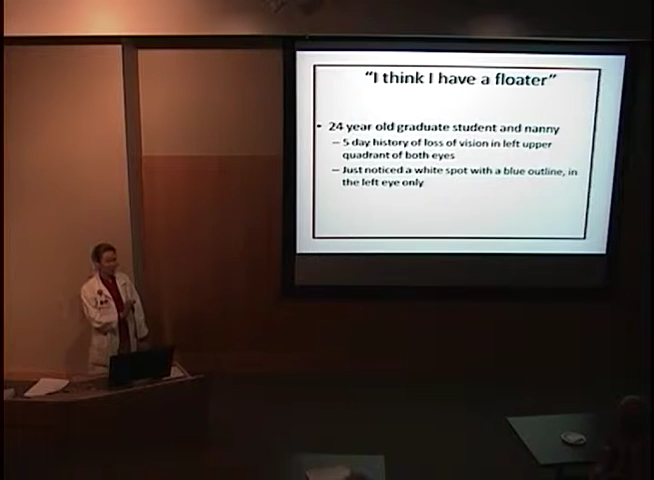 "I think I have a floater"
• 24 year old graduate student and nanny
– 5 day history of loss of vision in left upper
quadrant of both eyes
– Just noticed a white spot with a blue outline, in
the left eye only